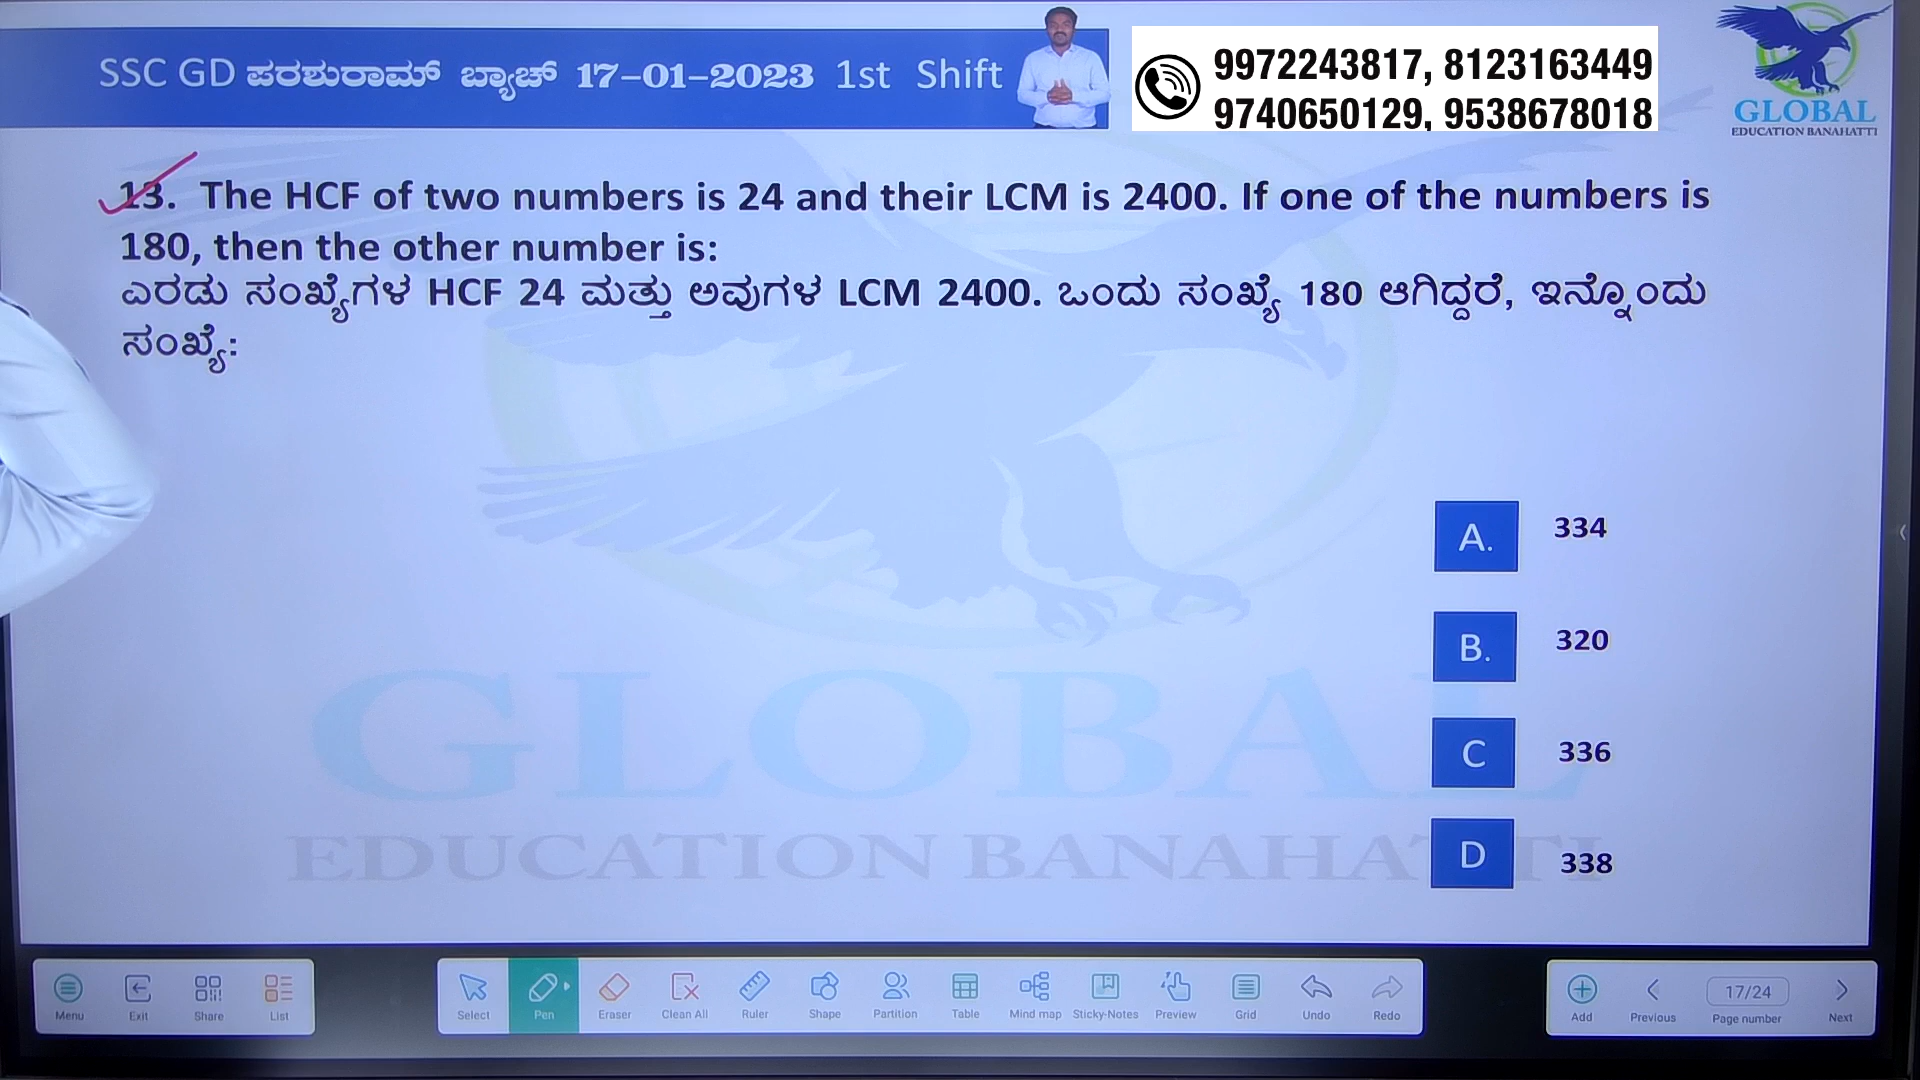 SSC GD ಪರಶುರಾಮ್ ಬ್ಯಾಚ್ 17-01-2023 1st Shift
9972243817, 8123163449
9740650129, 9538678018
GLOBAL
EDUCATION BANAHATTI
13. The HCF of two numbers is 24 and their LCM is 2400. If one of the numbers is
180, then the other number is:
ಎರಡು ಸಂಖ್ಯೆಗಳ HCF 24 ಮತ್ತು ಅವುಗಳ LCM 2400. ಒಂದು ಸಂಖ್ಯೆ 180 ಆಗಿದ್ದರೆ, ಇನ್ನೊಂದು
ಸಂಖ್ಯೆ:
A. 334
B. 320
C 336
D 338
GLOBAL
EDUCATION BANAHATTI
Menu Exit Share List Select Pen Eraser Clean All Ruler Shape Partition Table Mind map Sticky-Notes Preview Grid Undo Redo Add Previous 17/24 Page number Next